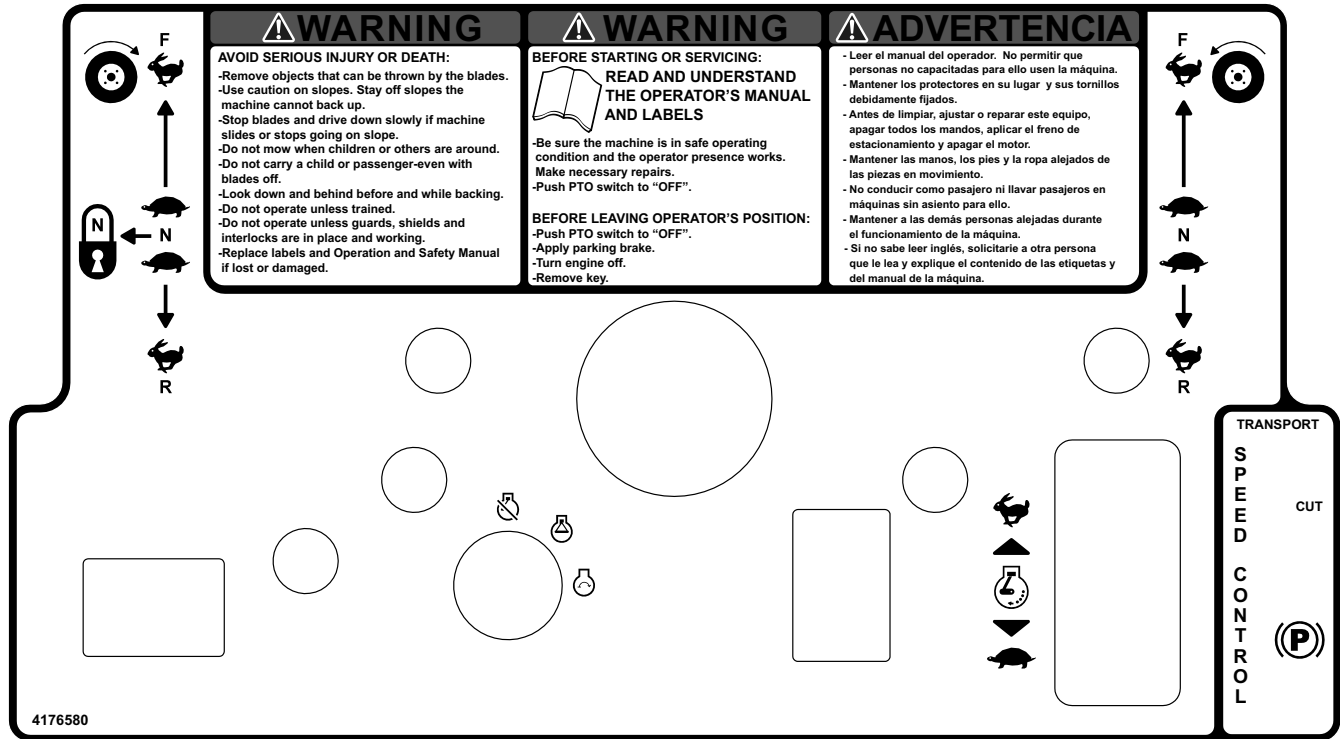 F
N
N
R
WARNING
AVOID SERIOUS INJURY OR DEATH:
-Remove objects that can be thrown by the blades.
-Use caution on slopes. Stay off slopes the
machine cannot back up.
-Stop blades and drive down slowly if machine
slides or stops going on slope.
-Do not mow when children or others are around.
-Do not carry a child or passenger-even with
blades off.
-Look down and behind before and while backing.
-Do not operate unless trained.
-Do not operate unless guards, shields and
interlocks are in place and working.
-Replace labels and Operation and Safety Manual
if lost or damaged.
WARNING
BEFORE STARTING OR SERVICING:
READ AND UNDERSTAND
THE OPERATOR'S MANUAL
AND LABELS
-Be sure the machine is in safe operating
condition and the operator presence works.
Make necessary repairs.
-Push PTO switch to “OFF”.
BEFORE LEAVING OPERATOR’S POSITION:
-Push PTO switch to “OFF”.
-Apply parking brake.
-Turn engine off.
-Remove key.
ADVERTENCIA
- Leer el manual del operador. No permitir que
personas no capacitadas para ello usen la máquina.
- Mantener los protectores en su lugar y sus tornillos
debidamente fijados.
- Antes de limpiar, ajustar o reparar este equipo,
apagar todos los mandos, aplicar el freno de
estacionamiento y apagar el motor.
- Mantener las manos, los pies y la ropa alejados de
las piezas en movimiento.
- No conducir como pasajero ni llavar pasajeros en
máquinas sin asiento para ello.
- Mantener a las demás personas alejadas durante
el funcionamiento de la máquina.
- Si no sabe leer inglés, solicitarie a otra persona
que le lea y explique el contenido de las etiquetas y
del manual de la máquina.
F
N
R
TRANSPORT
SPEED CONTROL
CUT
P
4176580